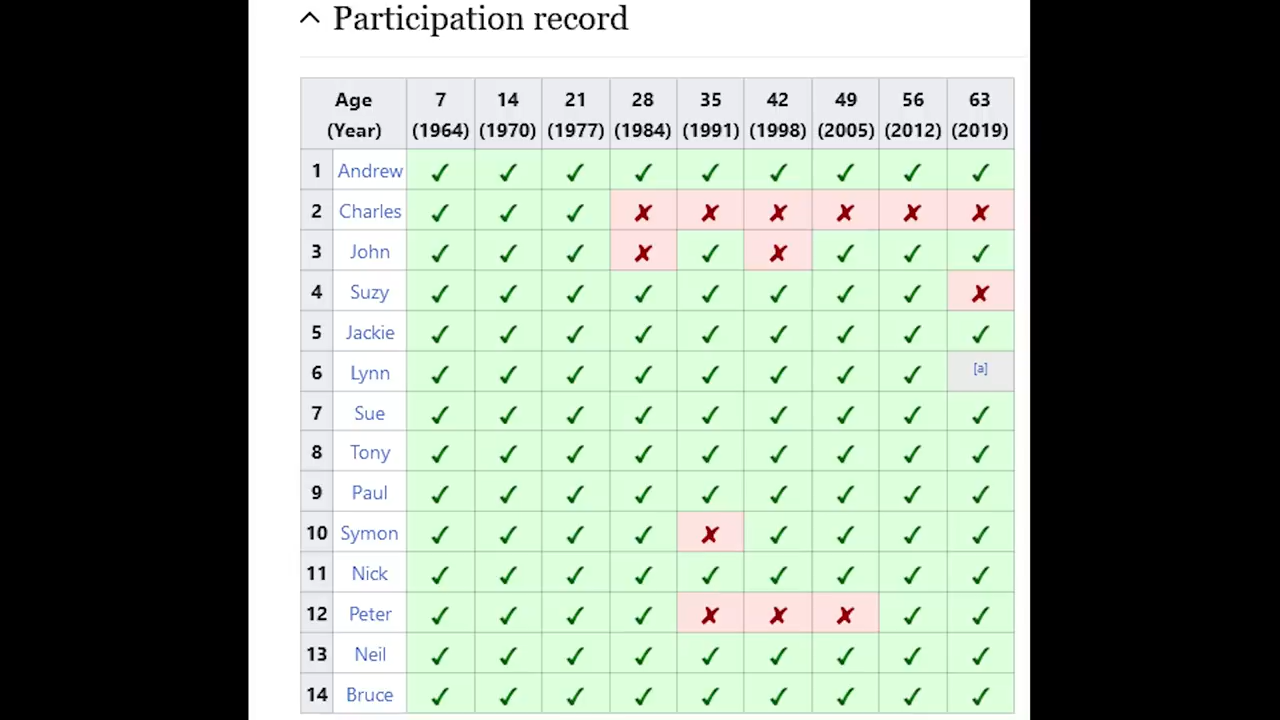 Participation record
Age 7 14 21 28 35 42 49 56 63
(Year) (1964) (1970) (1977) (1984) (1991) (1998) (2005) (2012) (2019)
1 Andrew ✓ ✓ ✓ ✓ ✓ ✓ ✓ ✓ ✓
2 Charles ✓ ✓ ✓ ✗ ✗ ✗ ✗ ✗ ✗
3 John ✓ ✓ ✓ ✗ ✓ ✗ ✓ ✓ ✓
4 Suzy ✓ ✓ ✓ ✓ ✓ ✓ ✓ ✓ ✗
5 Jackie ✓ ✓ ✓ ✓ ✓ ✓ ✓ ✓ ✓
6 Lynn ✓ ✓ ✓ ✓ ✓ ✓ ✓ ✓ [a]
7 Sue ✓ ✓ ✓ ✓ ✓ ✓ ✓ ✓ ✓
8 Tony ✓ ✓ ✓ ✓ ✓ ✓ ✓ ✓ ✓
9 Paul ✓ ✓ ✓ ✓ ✓ ✓ ✓ ✓ ✓
10 Symon ✓ ✓ ✓ ✓ ✗ ✓ ✓ ✓ ✓
11 Nick ✓ ✓ ✓ ✓ ✓ ✓ ✓ ✓ ✓
12 Peter ✓ ✓ ✓ ✓ ✗ ✗ ✗ ✓ ✓
13 Neil ✓ ✓ ✓ ✓ ✓ ✓ ✓ ✓ ✓
14 Bruce ✓ ✓ ✓ ✓ ✓ ✓ ✓ ✓ ✓